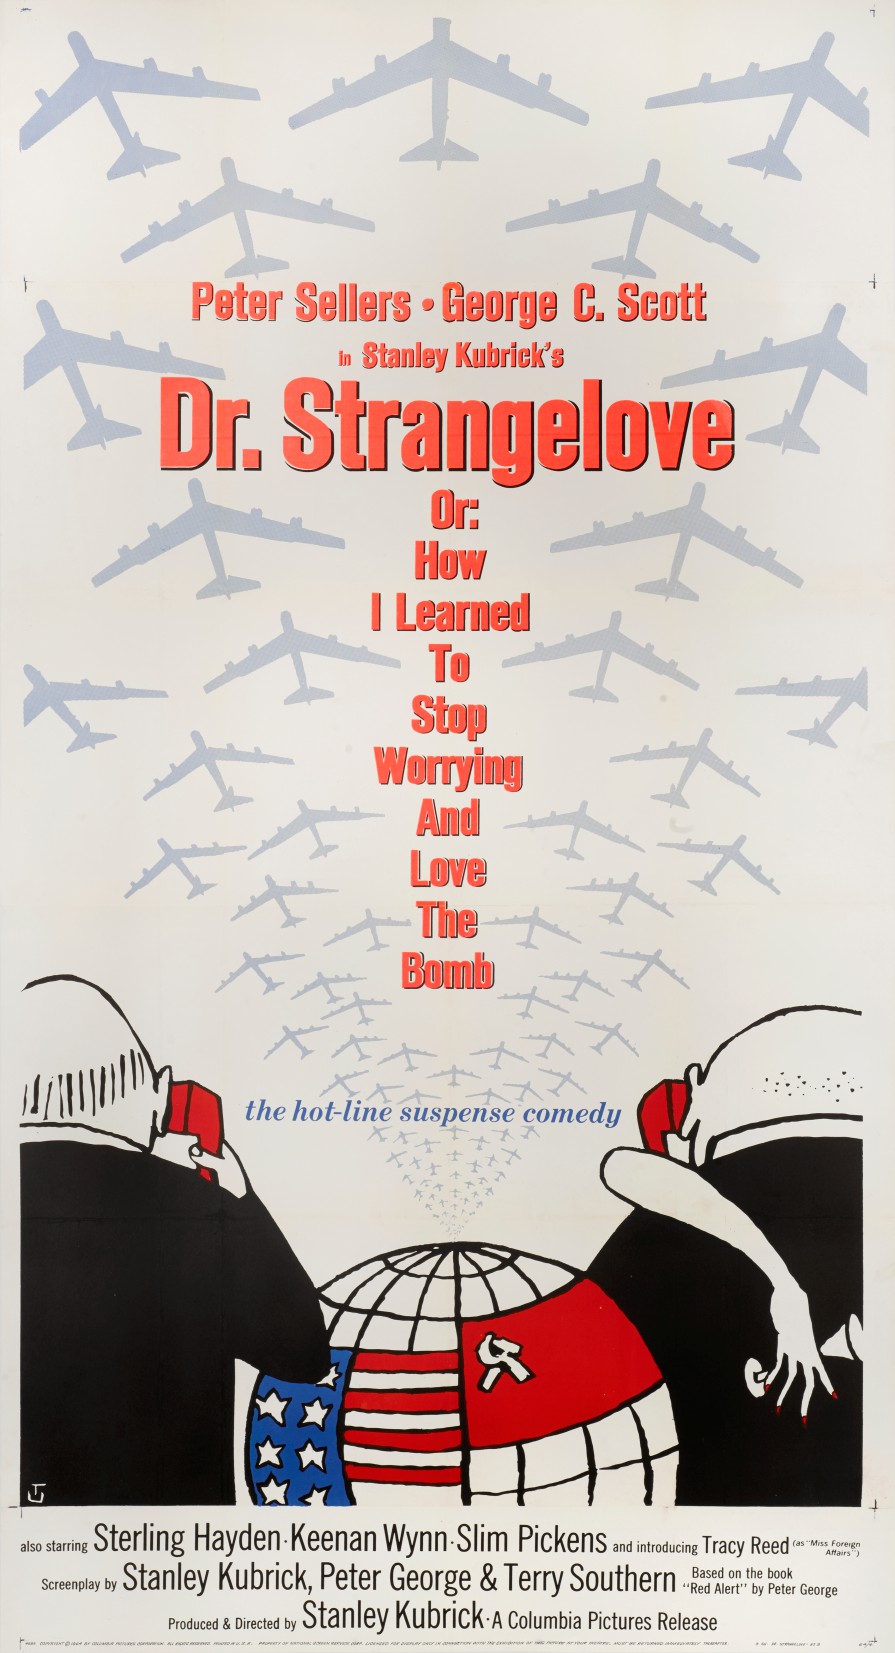 Peter Sellers • George C. Scott
in Stanley Kubrick's
Dr. Strangelove
Or:
How
I Learned
To
Stop
Worrying
And
Love
The
Bomb
the hot-line suspense comedy
also starring Sterling Hayden · Keenan Wynn · Slim Pickens and introducing Tracy Reed (as "Miss Foreign Affairs")
Screenplay by Stanley Kubrick, Peter George & Terry Southern Based on the book "Red Alert" by Peter George
Produced & Directed by Stanley Kubrick · A Columbia Pictures Release